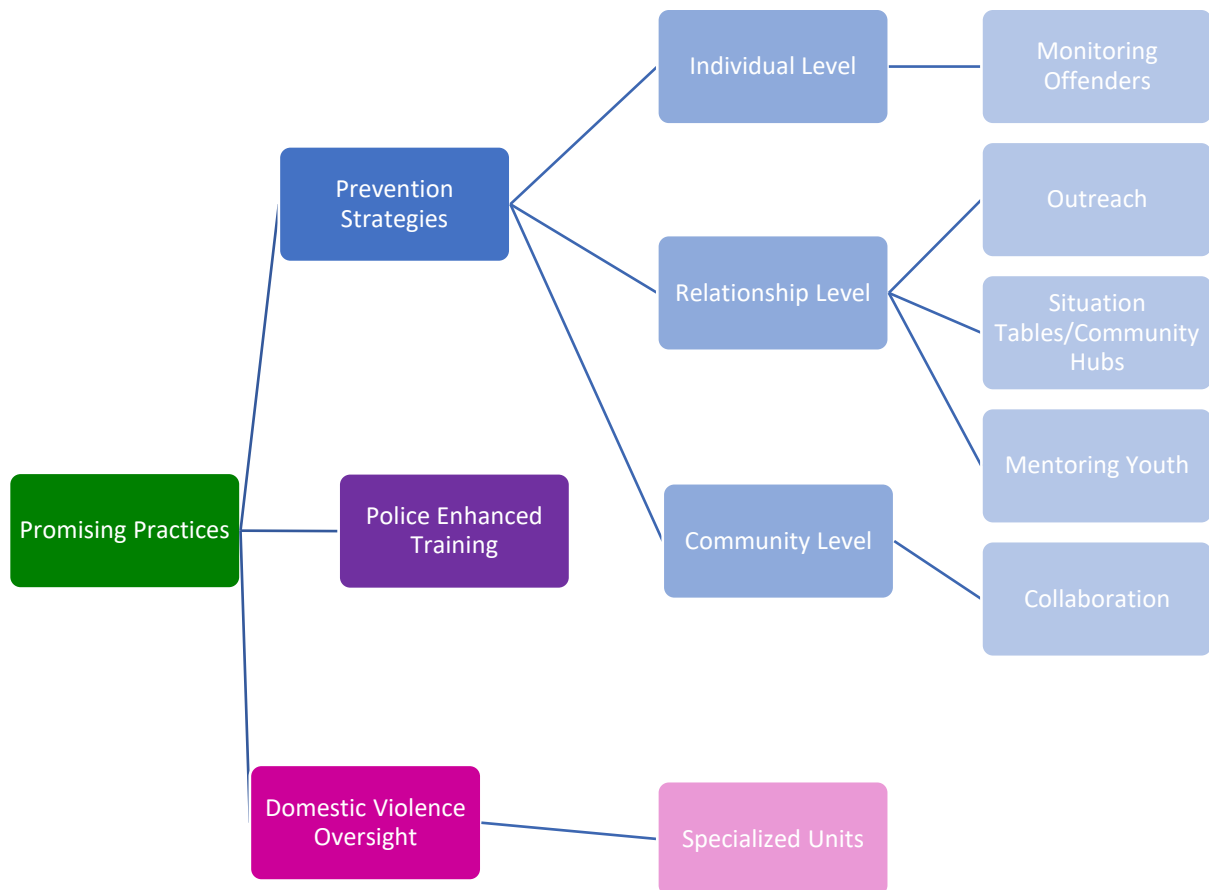 Individual Level
Monitoring
Offenders
Prevention
Strategies
Outreach
Relationship Level
Situation
Tables/Community
Hubs
Mentoring Youth
Promising Practices
Police Enhanced
Training
Community Level
Collaboration
Domestic Violence
Oversight
Specialized Units